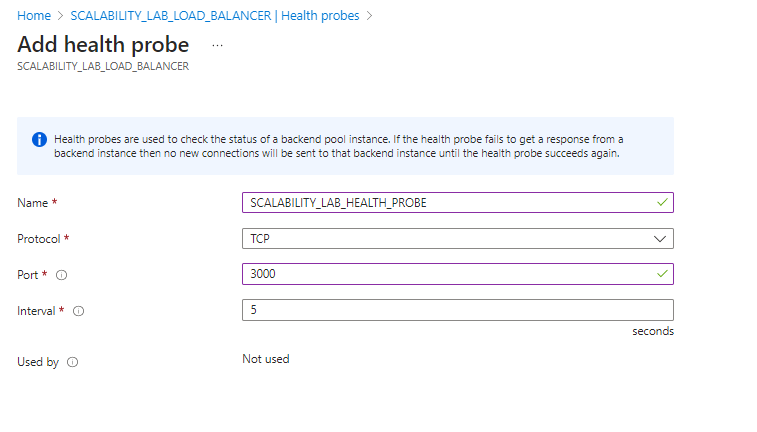 Home > SCALABILITY_LAB_LOAD_BALANCER | Health probes >
Add health probe ...
SCALABILITY_LAB_LOAD_BALANCER
Health probes are used to check the status of a backend pool instance. If the health probe fails to get a response from a
backend instance then no new connections will be sent to that backend instance until the health probe succeeds again.
Name * SCALABILITY_LAB_HEALTH_PROBE
Protocol * TCP
Port * 3000
Interval * 5
seconds
Used by Not used